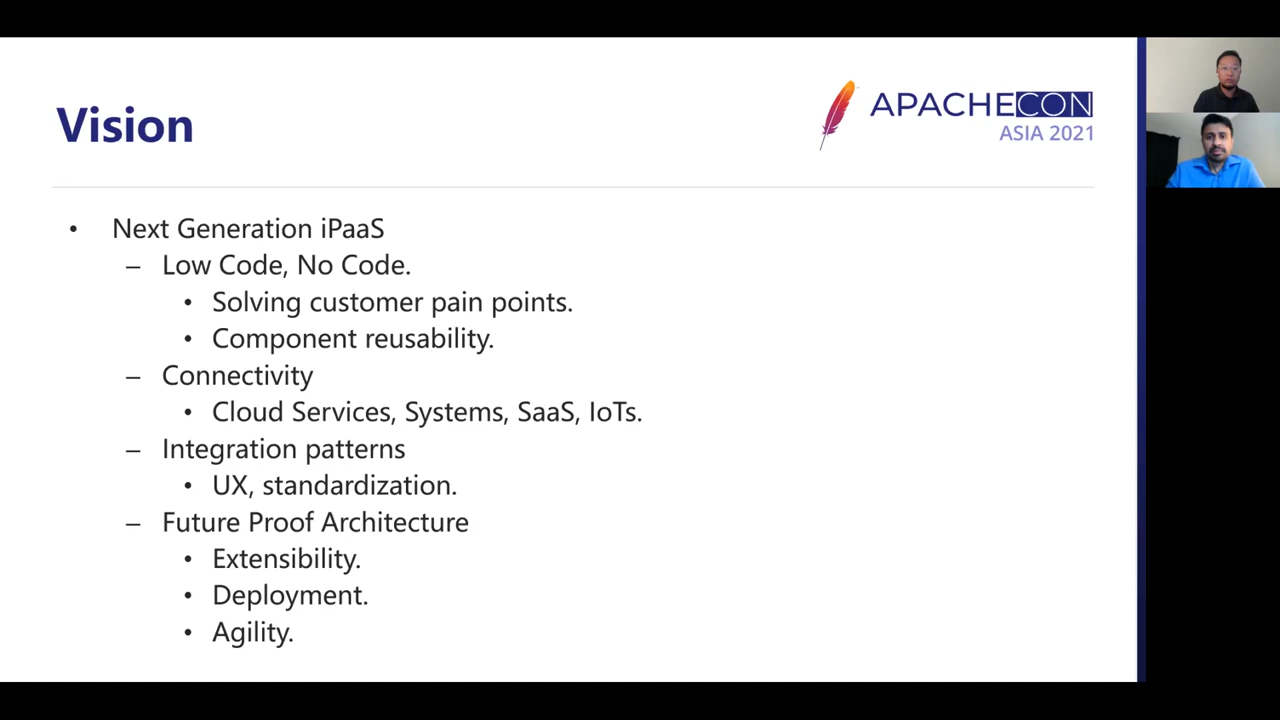 Vision
APACHECON
ASIA 2021
• Next Generation iPaaS
– Low Code, No Code.
• Solving customer pain points.
• Component reusability.
– Connectivity
• Cloud Services, Systems, SaaS, IoTs.
– Integration patterns
• UX, standardization.
– Future Proof Architecture
• Extensibility.
• Deployment.
• Agility.